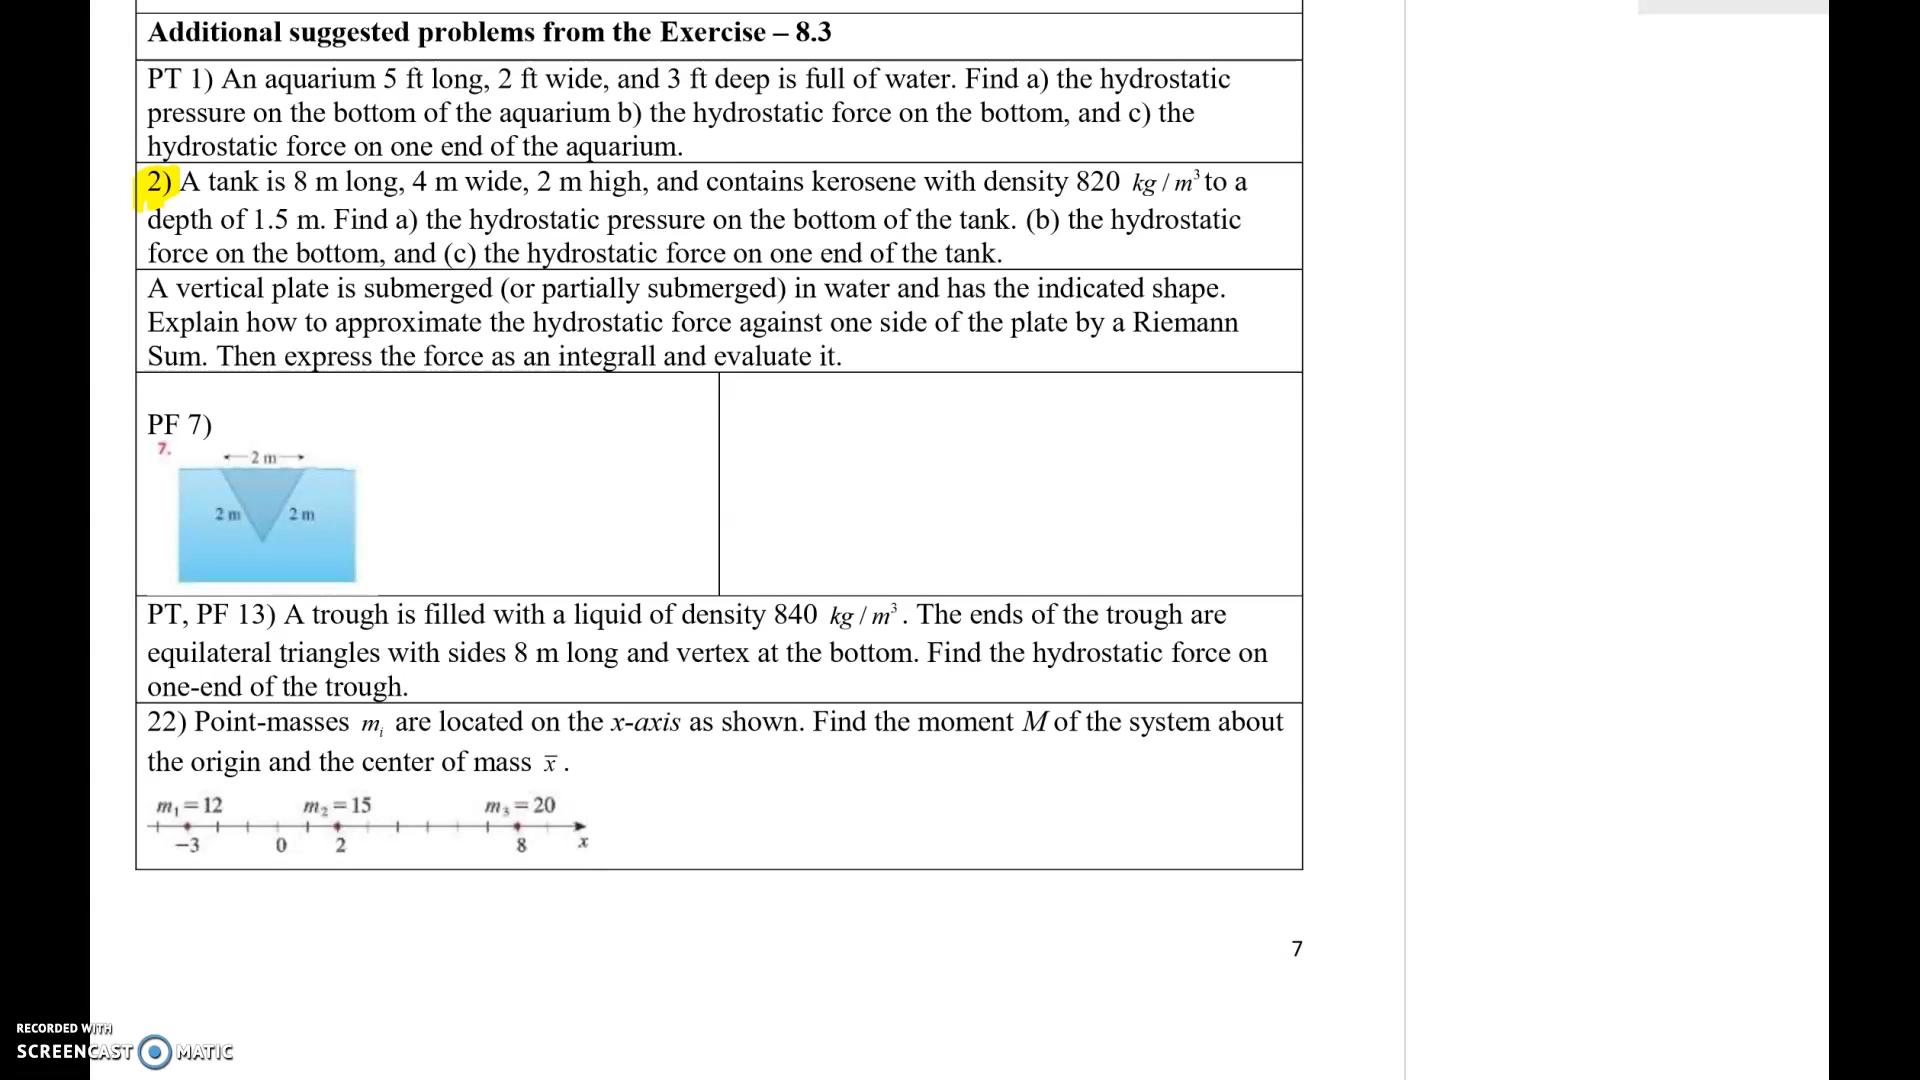 Additional suggested problems from the Exercise – 8.3
PT 1) An aquarium 5 ft long, 2 ft wide, and 3 ft deep is full of water. Find a) the hydrostatic
pressure on the bottom of the aquarium b) the hydrostatic force on the bottom, and c) the
hydrostatic force on one end of the aquarium.
2) A tank is 8 m long, 4 m wide, 2 m high, and contains kerosene with density 820 kg / m³ to a
depth of 1.5 m. Find a) the hydrostatic pressure on the bottom of the tank. (b) the hydrostatic
force on the bottom, and (c) the hydrostatic force on one end of the tank.
A vertical plate is submerged (or partially submerged) in water and has the indicated shape.
Explain how to approximate the hydrostatic force against one side of the plate by a Riemann
Sum. Then express the force as an integrall and evaluate it.
PF 7)
7.
2 m
2 m 2 m
PT, PF 13) A trough is filled with a liquid of density 840 kg / m³. The ends of the trough are
equilateral triangles with sides 8 m long and vertex at the bottom. Find the hydrostatic force on
one-end of the trough.
22) Point-masses mᵢ are located on the x-axis as shown. Find the moment M of the system about
the origin and the center of mass x̄ .
m₁ = 12 m₂ = 15 m₃ = 20
−3 0 2 8 x
7
RECORDED WITH
SCREENCAST MATIC